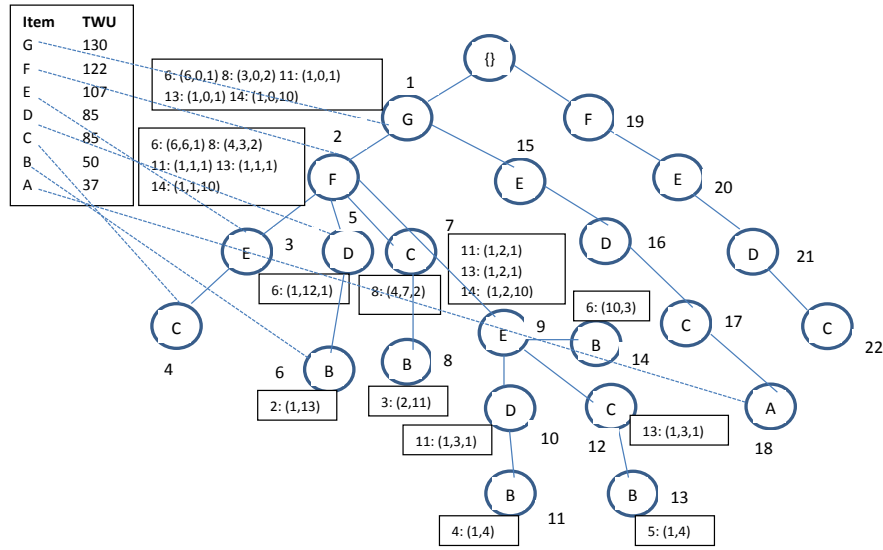 Item TWU
G 130
F 122
E 107
D 85
C 85
B 50
A 37
{}
6: (6,0,1) 8: (3,0,2) 11: (1,0,1)
13: (1,0,1) 14: (1,0,10)
1
G
F
19
6: (6,6,1) 8: (4,3,2)
11: (1,1,1) 13: (1,1,1)
14: (1,1,10)
2
F
15
E
E
20
E
3
5
D
6: (1,12,1)
C
7
8: (4,7,2)
11: (1,2,1)
13: (1,2,1)
14: (1,2,10)
D
16
D
21
C
4
6
B
2: (1,13)
B
8
3: (2,11)
E
9
6: (10,3)
B
14
C
17
C
22
D
10
11: (1,3,1)
C
12
13: (1,3,1)
A
18
B
11
4: (1,4)
B
13
5: (1,4)